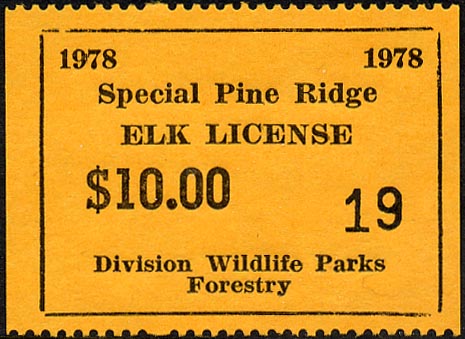 1978 1978
Special Pine Ridge
ELK LICENSE
$10.00 19
Division Wildlife Parks
Forestry